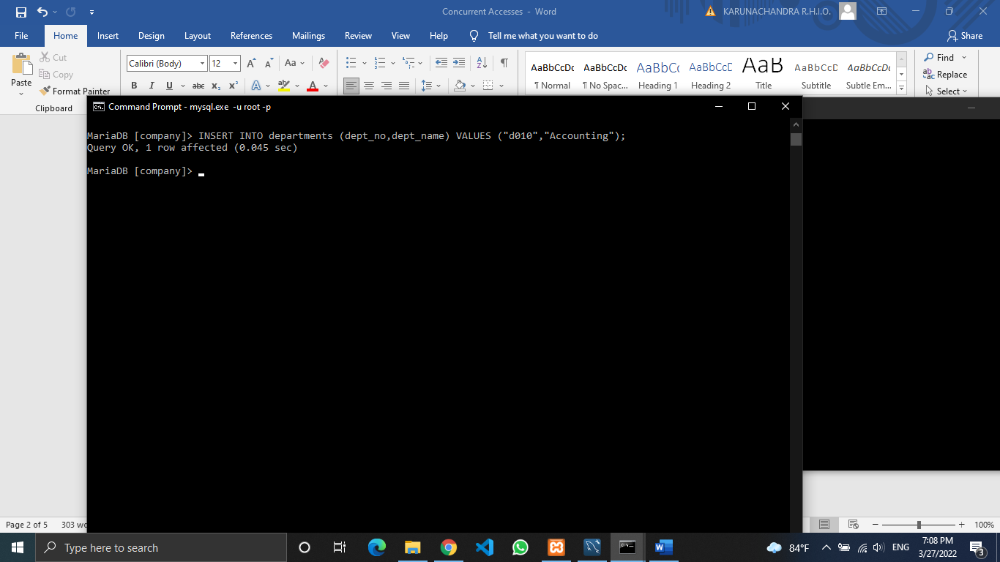 Concurrent Accesses - Word
KARUNACHANDRA R.H.I.O.
File Home Insert Design Layout References Mailings Review View Help Tell me what you want to do Share
Paste
Cut
Copy
Format Painter
Clipboard
Calibri (Body) 12
AaBbCcDc AaBbCcDc AaBbCc AaBbCcD AaB AaBbCcD AaBbCcDc
¶ Normal ¶ No Spac... Heading 1 Heading 2 Title Subtitle Subtle Em...
Find
Replace
Select
Command Prompt - mysql.exe -u root -p
MariaDB [company]> INSERT INTO departments (dept_no,dept_name) VALUES ("d010","Accounting");
Query OK, 1 row affected (0.045 sec)
MariaDB [company]>
Page 2 of 5 303 wo
100%
Type here to search
84°F ENG
7:08 PM
3/27/2022
3